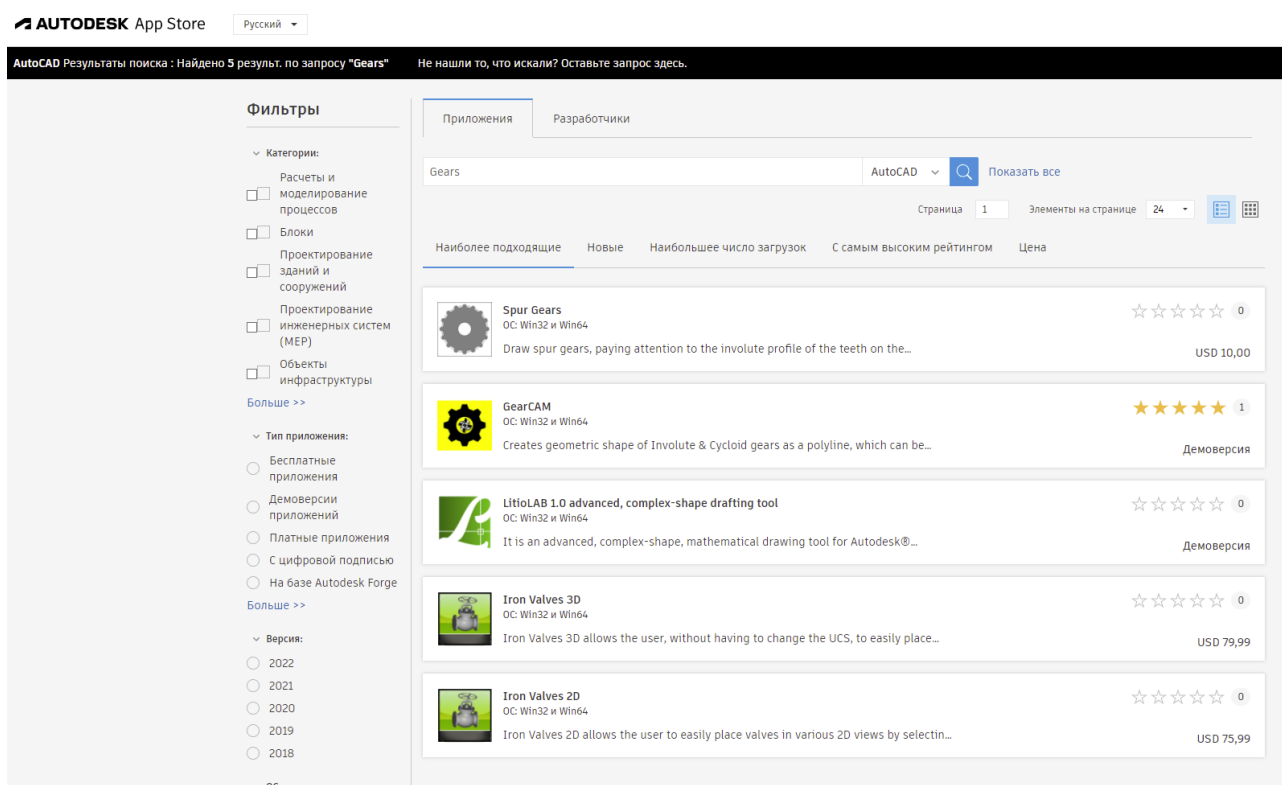 AUTODESK App Store
Русский
AutoCAD Результаты поиска : Найдено 5 результ. по запросу "Gears" Не нашли то, что искали? Оставьте запрос здесь.
Фильтры
Категории:
Расчеты и
моделирование
процессов
Блоки
Проектирование
зданий и
сооружений
Проектирование
инженерных систем
(MEP)
Объекты
инфраструктуры
Больше >>
Тип приложения:
Бесплатные
приложения
Демоверсии
приложений
Платные приложения
С цифровой подписью
На базе Autodesk Forge
Больше >>
Версия:
2022
2021
2020
2019
2018
Приложения Разработчики
Gears AutoCAD Показать все
Страница 1 Элементы на странице 24
Наиболее подходящие Новые Наибольшее число загрузок С самым высоким рейтингом Цена
Spur Gears 0
ОС: Win32 и Win64
Draw spur gears, paying attention to the involute profile of the teeth on the...
USD 10,00
GearCAM 1
ОС: Win32 и Win64
Creates geometric shape of Involute & Cycloid gears as a polyline, which can be...
Демоверсия
LitioLAB 1.0 advanced, complex-shape drafting tool 0
ОС: Win32 и Win64
It is an advanced, complex-shape, mathematical drawing tool for Autodesk®...
Демоверсия
Iron Valves 3D 0
ОС: Win32 и Win64
Iron Valves 3D allows the user, without having to change the UCS, to easily place...
USD 79,99
Iron Valves 2D 0
ОС: Win32 и Win64
Iron Valves 2D allows the user to easily place valves in various 2D views by selectin...
USD 75,99